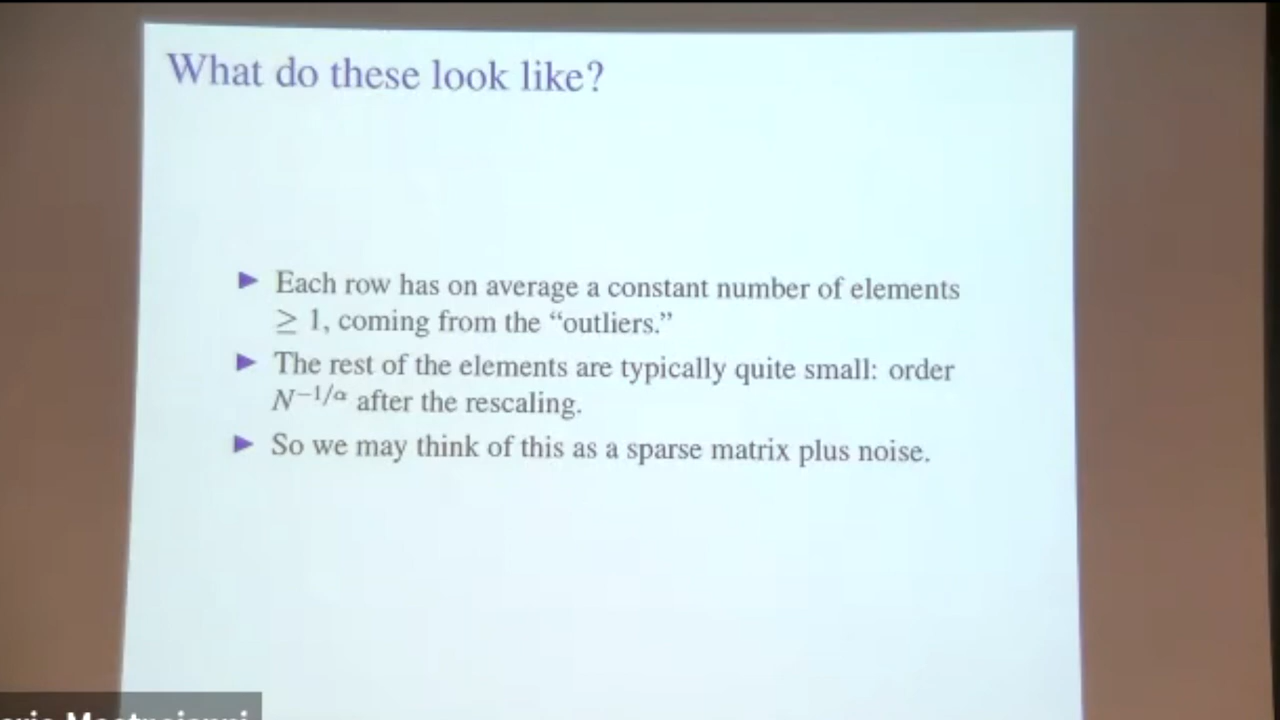 What do these look like?
► Each row has on average a constant number of elements
≥ 1, coming from the “outliers.”
► The rest of the elements are typically quite small: order
N^{-1/α} after the rescaling.
► So we may think of this as a sparse matrix plus noise.